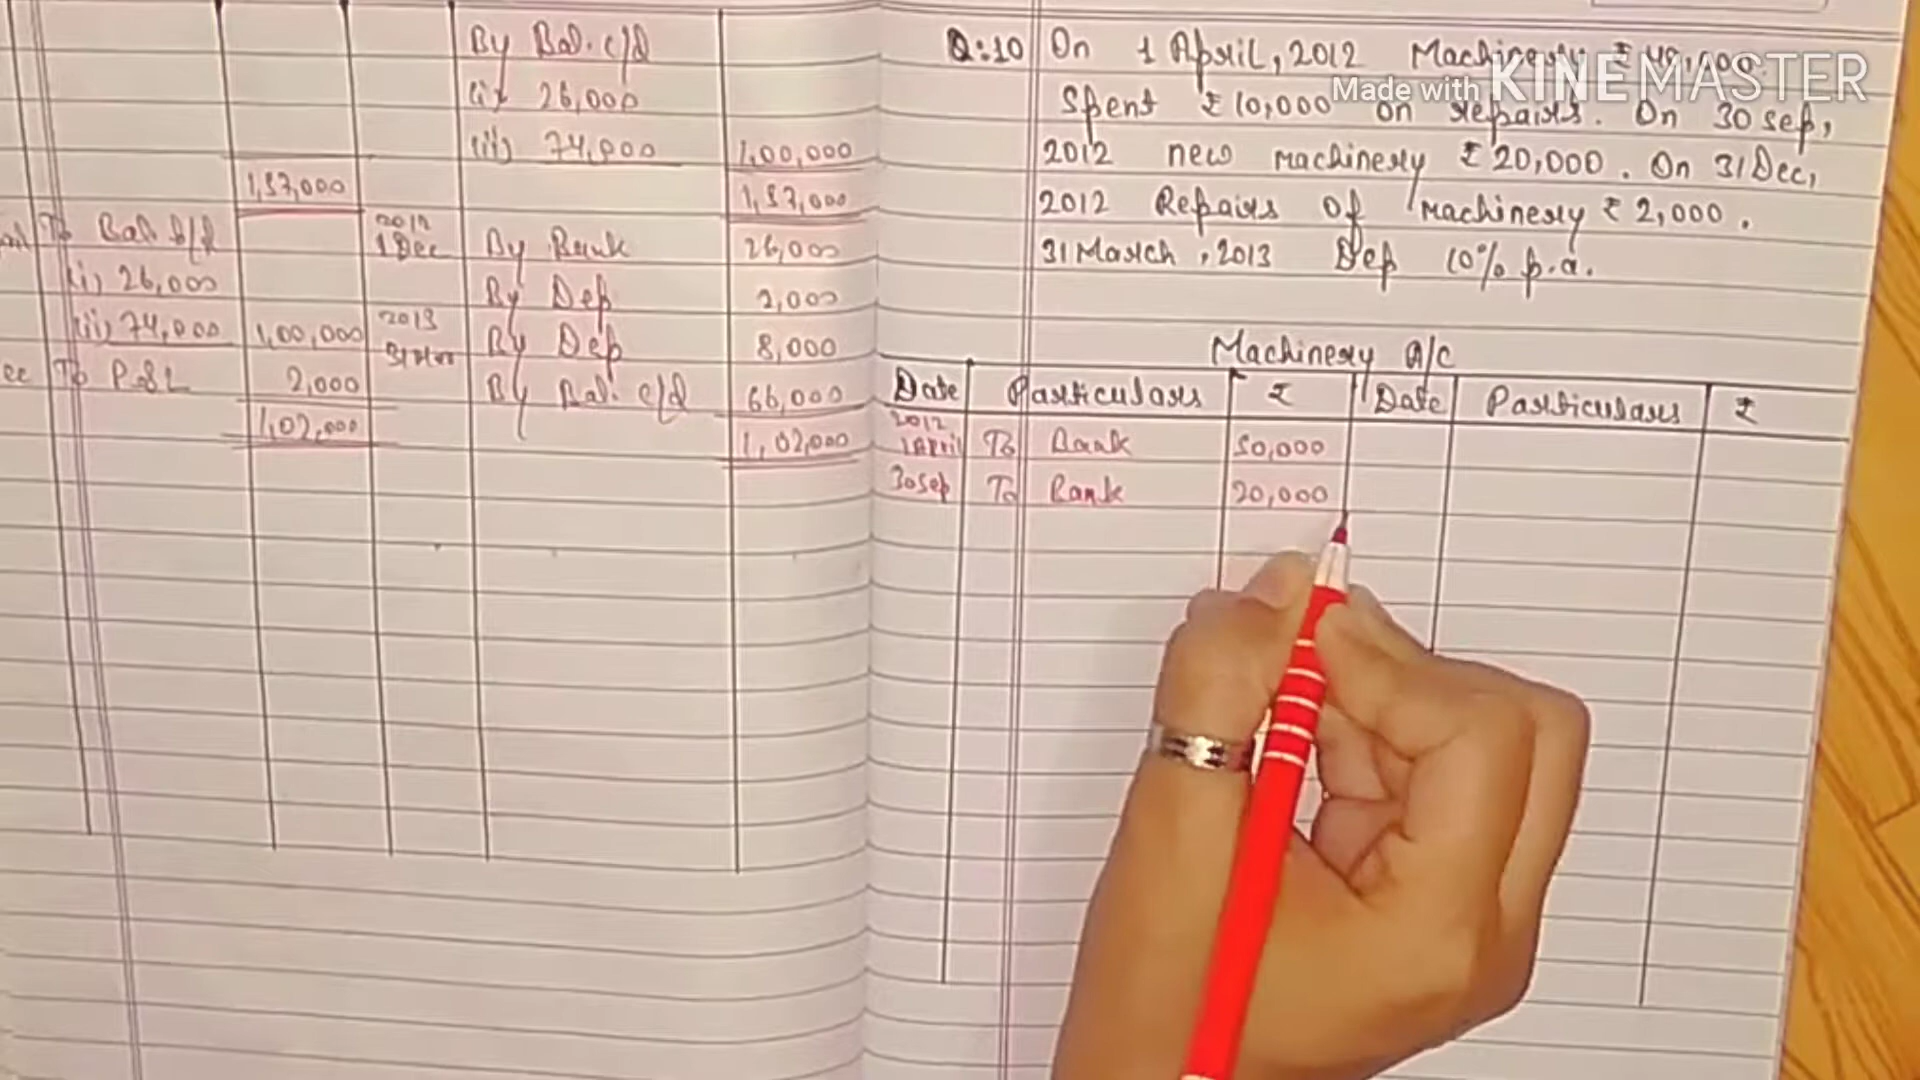 By Bal. c/d
(i) 26,000
(ii) 74,000 1,00,000
1,37,000 1,37,000
To Bal. b/d 2012 1 Dec By Bank 26,000
(i) 26,000 By Dep 2,000
(ii) 74,000 1,00,000 2013 By Dep 8,000
To P&L 2,000 By Bal. c/d 66,000
1,02,000 1,02,000
Q:10 On 1 April, 2012 Machinery
Spent ₹10,000 on repairs. On 30 sep,
2012 new machinery ₹20,000. On 31 Dec,
2012 Repairs of machinery ₹2,000.
31 March, 2013 Dep 10% p.a.
Machinery A/c
Date Particulars ₹ Date Particulars ₹
2012
1 April To Bank 50,000
30 sep To Bank 20,000
Made with KINEMASTER